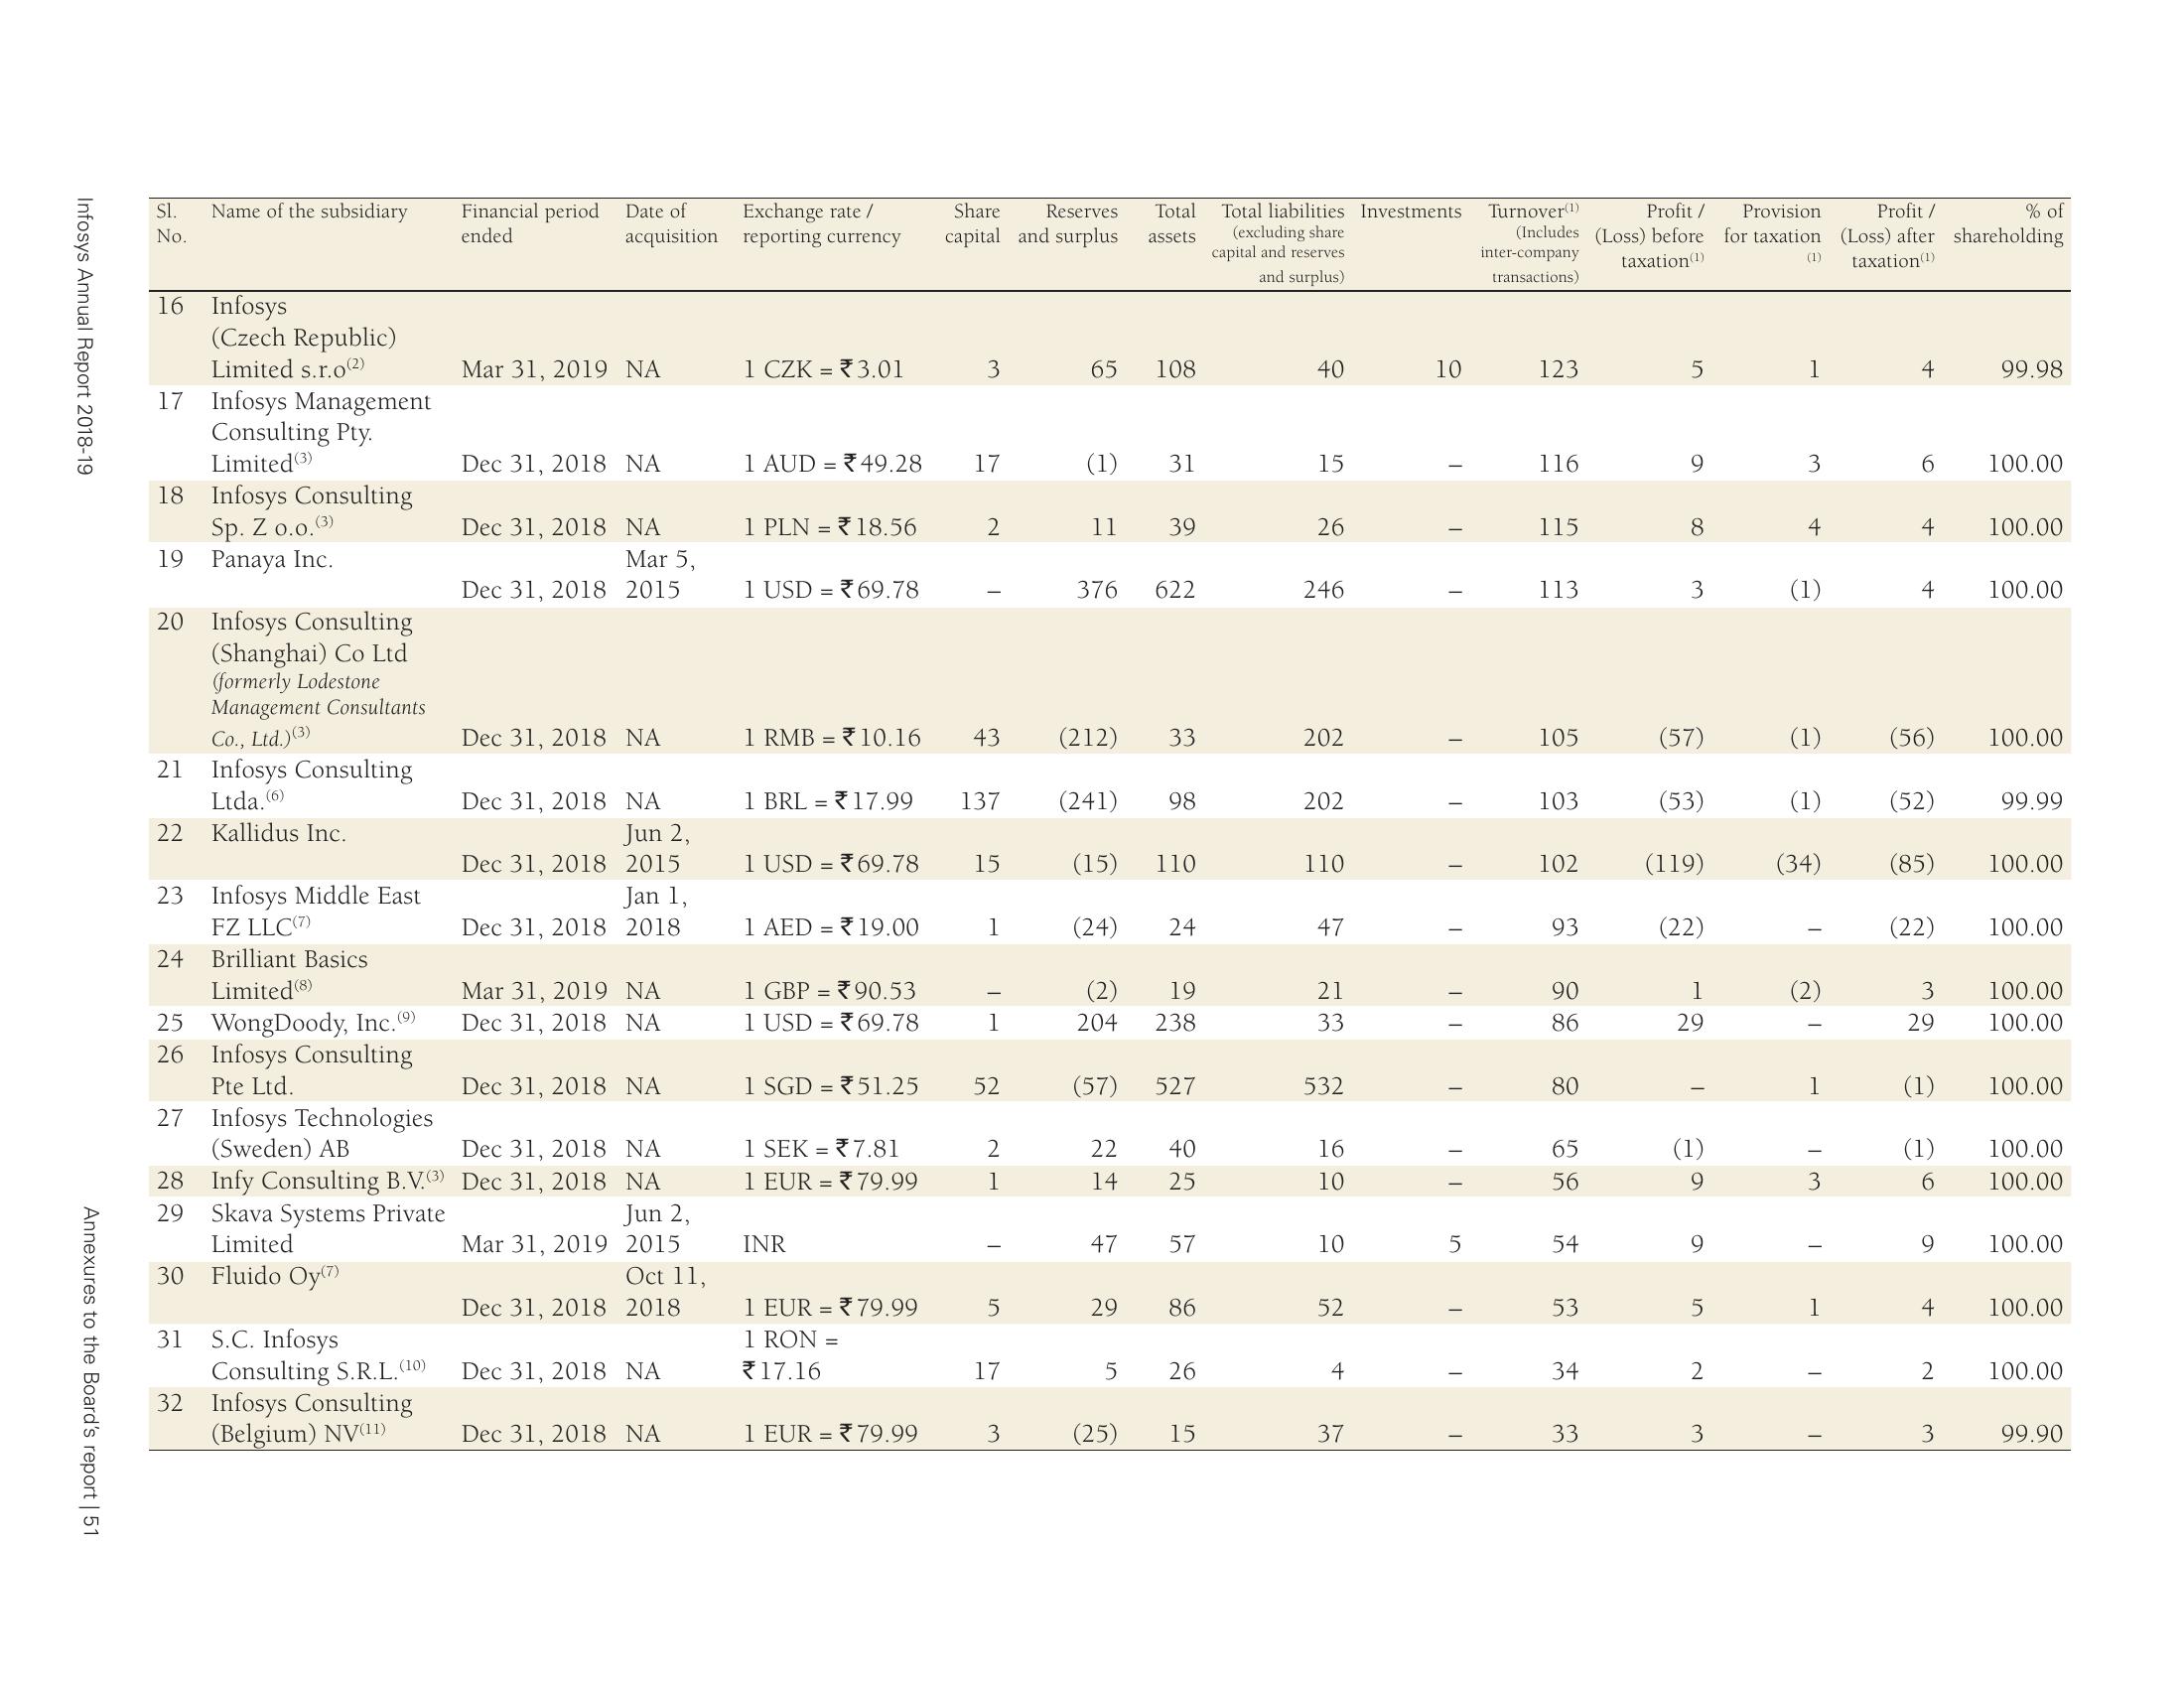 Infosys Annual Report 2018-19
Sl. No. Name of the subsidiary Financial period ended Date of acquisition Exchange rate / reporting currency Share capital Reserves and surplus Total assets Total liabilities (excluding share capital and reserves and surplus) Investments Turnover(1) (Includes inter-company transactions) Profit / (Loss) before taxation(1) Provision for taxation (1) Profit / (Loss) after taxation(1) % of shareholding
16 Infosys
(Czech Republic)
Limited s.r.o(2) Mar 31, 2019 NA 1 CZK = ₹3.01 3 65 108 40 10 123 5 1 4 99.98
17 Infosys Management
Consulting Pty.
Limited(3) Dec 31, 2018 NA 1 AUD = ₹49.28 17 (1) 31 15 – 116 9 3 6 100.00
18 Infosys Consulting
Sp. Z o.o.(3) Dec 31, 2018 NA 1 PLN = ₹18.56 2 11 39 26 – 115 8 4 4 100.00
19 Panaya Inc. Mar 5,
Dec 31, 2018 2015 1 USD = ₹69.78 – 376 622 246 – 113 3 (1) 4 100.00
20 Infosys Consulting
(Shanghai) Co Ltd
(formerly Lodestone
Management Consultants
Co., Ltd.)(3) Dec 31, 2018 NA 1 RMB = ₹10.16 43 (212) 33 202 – 105 (57) (1) (56) 100.00
21 Infosys Consulting
Ltda.(6) Dec 31, 2018 NA 1 BRL = ₹17.99 137 (241) 98 202 – 103 (53) (1) (52) 99.99
22 Kallidus Inc. Jun 2,
Dec 31, 2018 2015 1 USD = ₹69.78 15 (15) 110 110 – 102 (119) (34) (85) 100.00
23 Infosys Middle East Jan 1,
FZ LLC(7) Dec 31, 2018 2018 1 AED = ₹19.00 1 (24) 24 47 – 93 (22) – (22) 100.00
24 Brilliant Basics
Limited(8) Mar 31, 2019 NA 1 GBP = ₹90.53 – (2) 19 21 – 90 1 (2) 3 100.00
25 WongDoody, Inc.(9) Dec 31, 2018 NA 1 USD = ₹69.78 1 204 238 33 – 86 29 – 29 100.00
26 Infosys Consulting
Pte Ltd. Dec 31, 2018 NA 1 SGD = ₹51.25 52 (57) 527 532 – 80 – 1 (1) 100.00
27 Infosys Technologies
(Sweden) AB Dec 31, 2018 NA 1 SEK = ₹7.81 2 22 40 16 – 65 (1) – (1) 100.00
28 Infy Consulting B.V.(3) Dec 31, 2018 NA 1 EUR = ₹79.99 1 14 25 10 – 56 9 3 6 100.00
29 Skava Systems Private Jun 2,
Limited Mar 31, 2019 2015 INR – 47 57 10 5 54 9 – 9 100.00
30 Fluido Oy(7) Oct 11,
Dec 31, 2018 2018 1 EUR = ₹79.99 5 29 86 52 – 53 5 1 4 100.00
31 S.C. Infosys 1 RON =
Consulting S.R.L.(10) Dec 31, 2018 NA ₹17.16 17 5 26 4 – 34 2 – 2 100.00
32 Infosys Consulting
(Belgium) NV(11) Dec 31, 2018 NA 1 EUR = ₹79.99 3 (25) 15 37 – 33 3 – 3 99.90
Annexures to the Board's report | 51